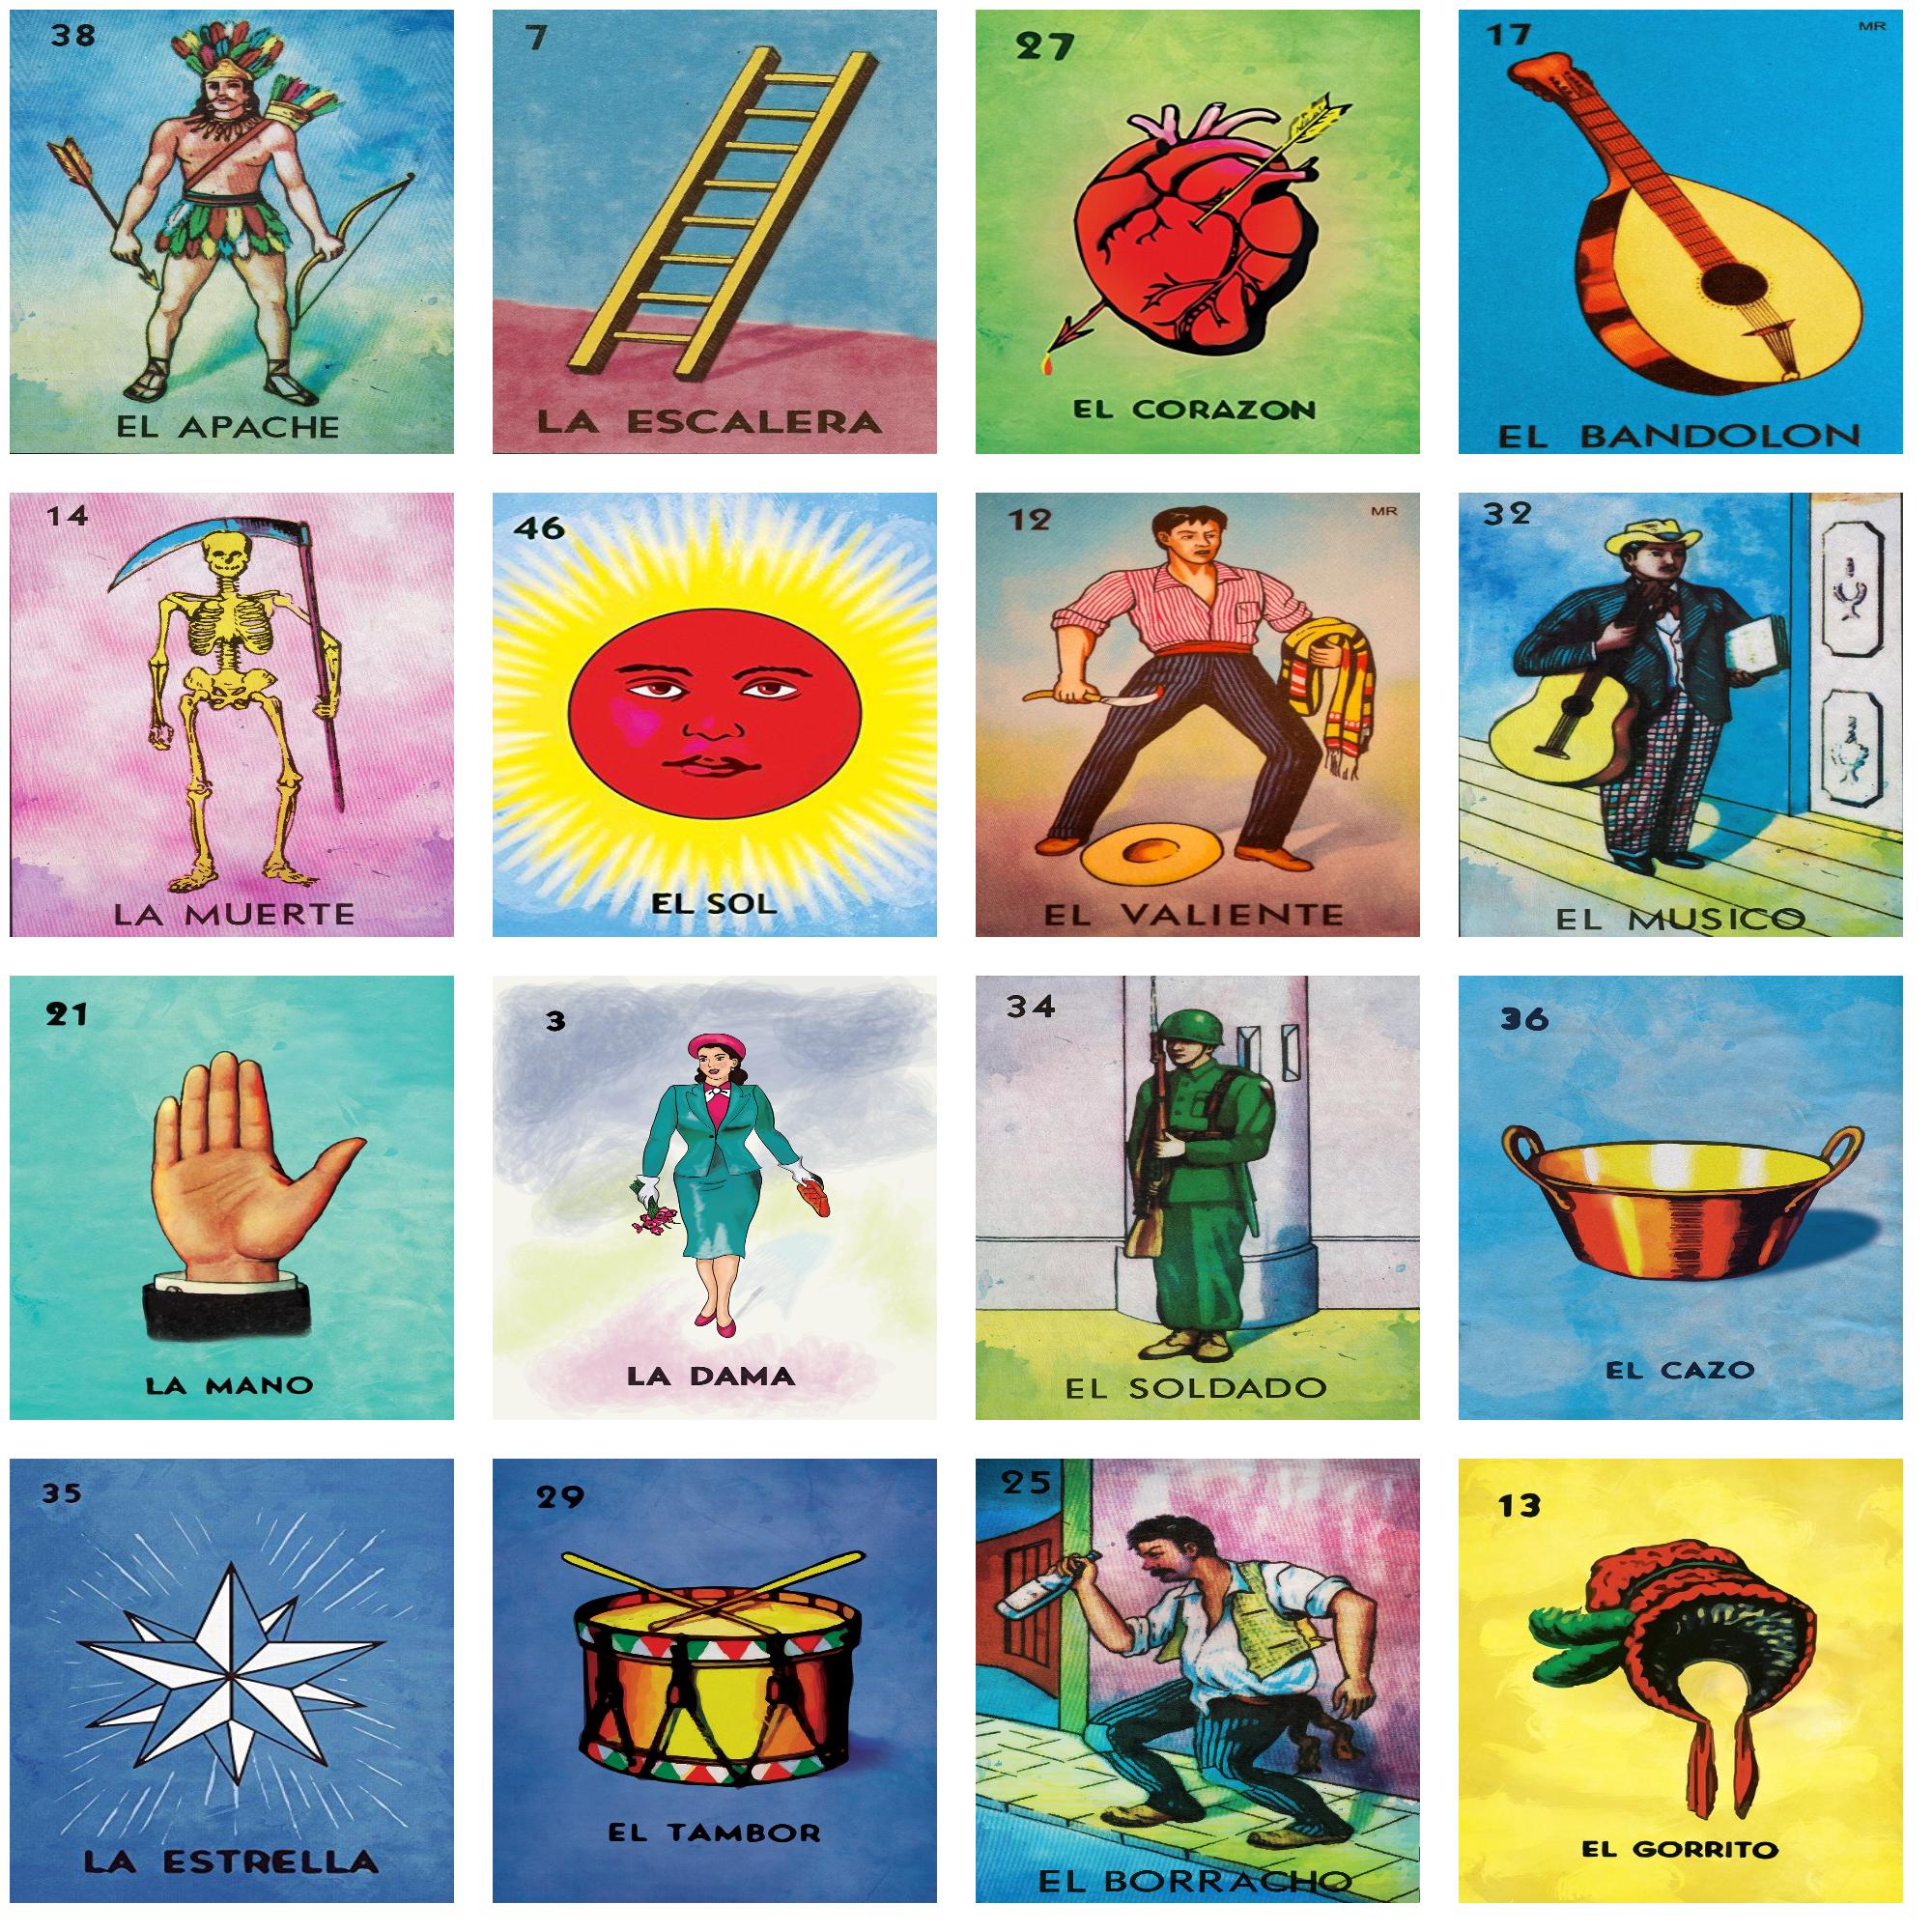 38
EL APACHE
7
LA ESCALERA
27
EL CORAZON
17
MR
EL BANDOLON
14
LA MUERTE
46
EL SOL
12
MR
EL VALIENTE
32
EL MUSICO
21
LA MANO
3
LA DAMA
34
EL SOLDADO
36
EL CAZO
35
LA ESTRELLA
29
EL TAMBOR
25
EL BORRACHO
13
EL GORRITO